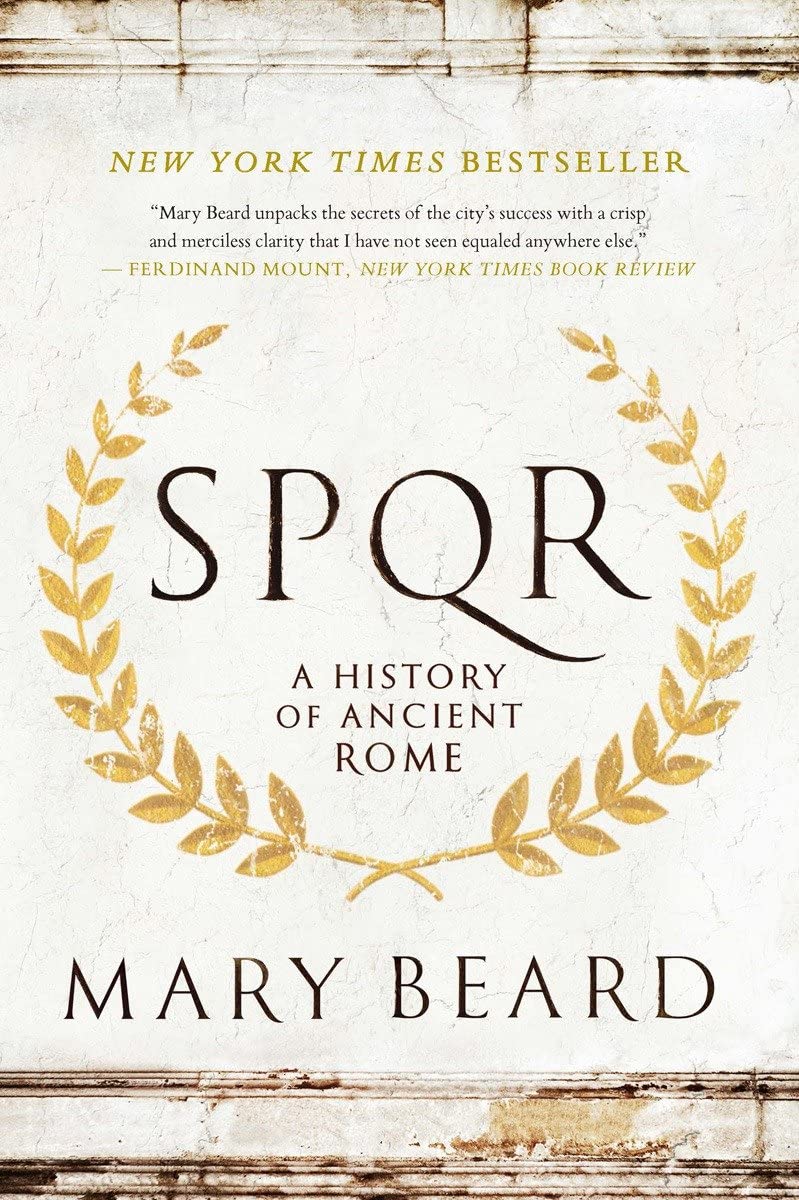 NEW YORK TIMES BESTSELLER
“Mary Beard unpacks the secrets of the city’s success with a crisp
and merciless clarity that I have not seen equaled anywhere else.”
— FERDINAND MOUNT, NEW YORK TIMES BOOK REVIEW
SPQR
A HISTORY
OF ANCIENT
ROME
MARY BEARD